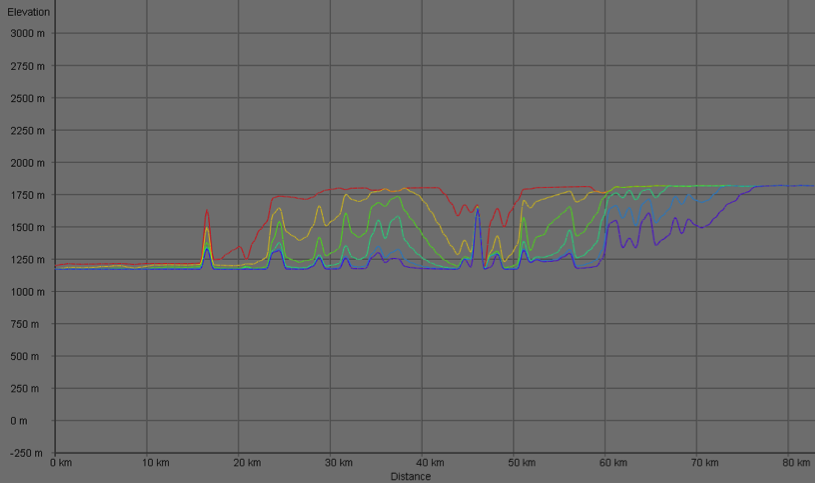 Elevation
3000 m
2750 m
2500 m
2250 m
2000 m
1750 m
1500 m
1250 m
1000 m
750 m
500 m
250 m
0 m
-250 m
0 km 10 km 20 km 30 km 40 km 50 km 60 km 70 km 80 km
Distance